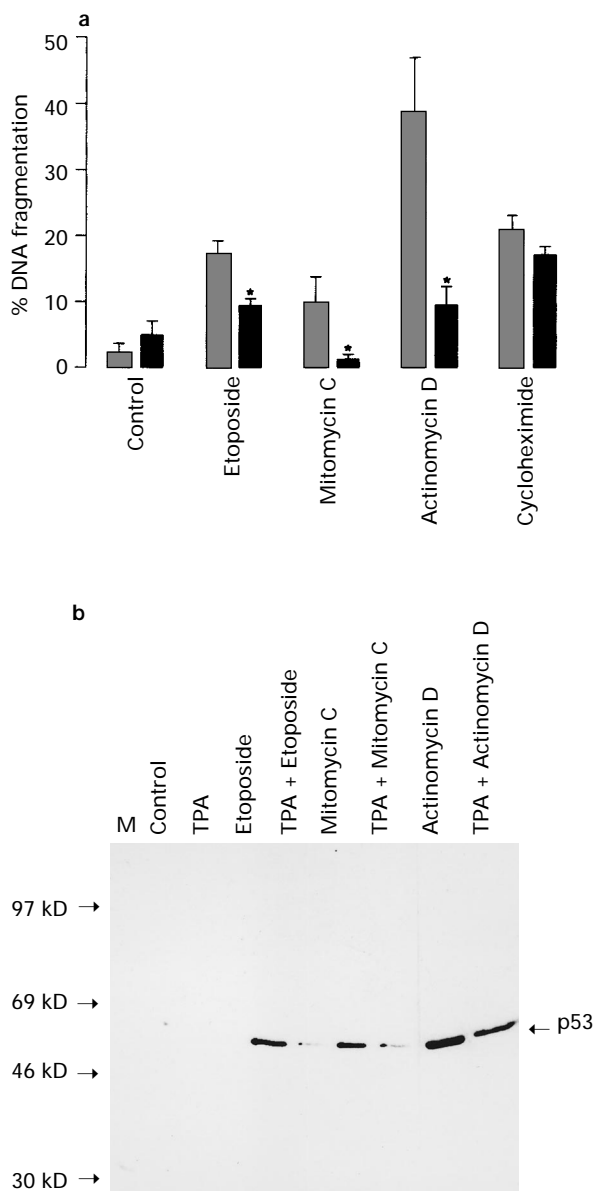 a
50
40
30
20
10
0
% DNA fragmentation
*
*
*
Control
Etoposide
Mitomycin C
Actinomycin D
Cycloheximide
b
M
Control
TPA
Etoposide
TPA + Etoposide
Mitomycin C
TPA + Mitomycin C
Actinomycin D
TPA + Actinomycin D
97 kD →
69 kD →
← p53
46 kD →
30 kD →